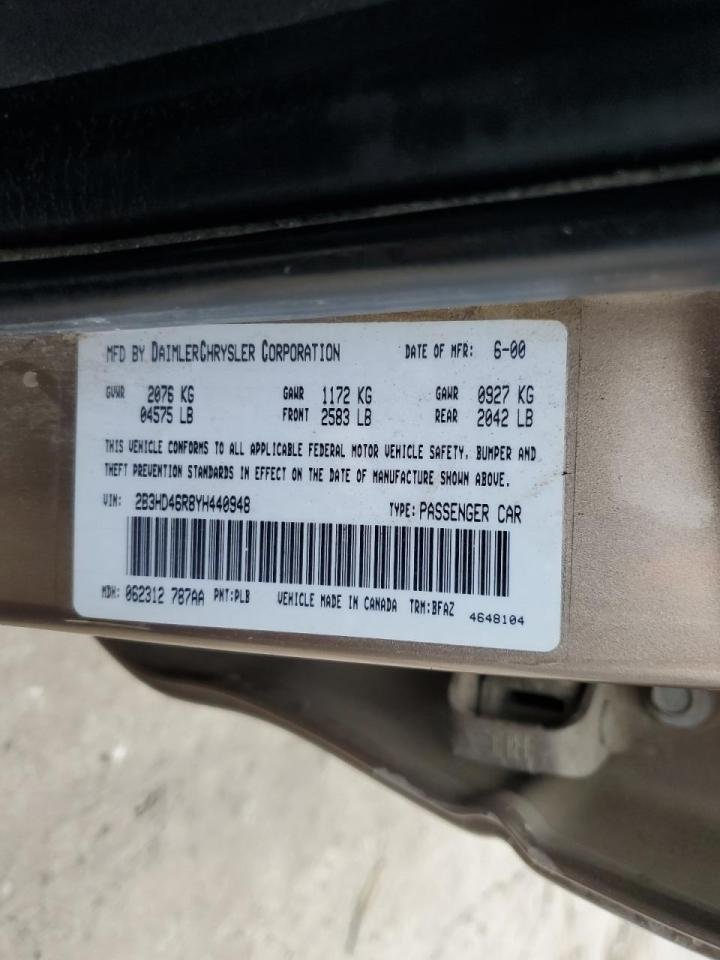 MFD BY DAIMLERCHRYSLER CORPORATION DATE OF MFR: 6-00
GVWR 2076 KG GAWR 1172 KG GAWR 0927 KG
04575 LB FRONT 2583 LB REAR 2042 LB
THIS VEHICLE CONFORMS TO ALL APPLICABLE FEDERAL MOTOR VEHICLE SAFETY, BUMPER AND
THEFT PREVENTION STANDARDS IN EFFECT ON THE DATE OF MANUFACTURE SHOWN ABOVE.
VIN: 2B3HD46R8YH440948 TYPE: PASSENGER CAR
MDH: 062312 787AA PNT:PLB VEHICLE MADE IN CANADA TRM:BFAZ
4648104